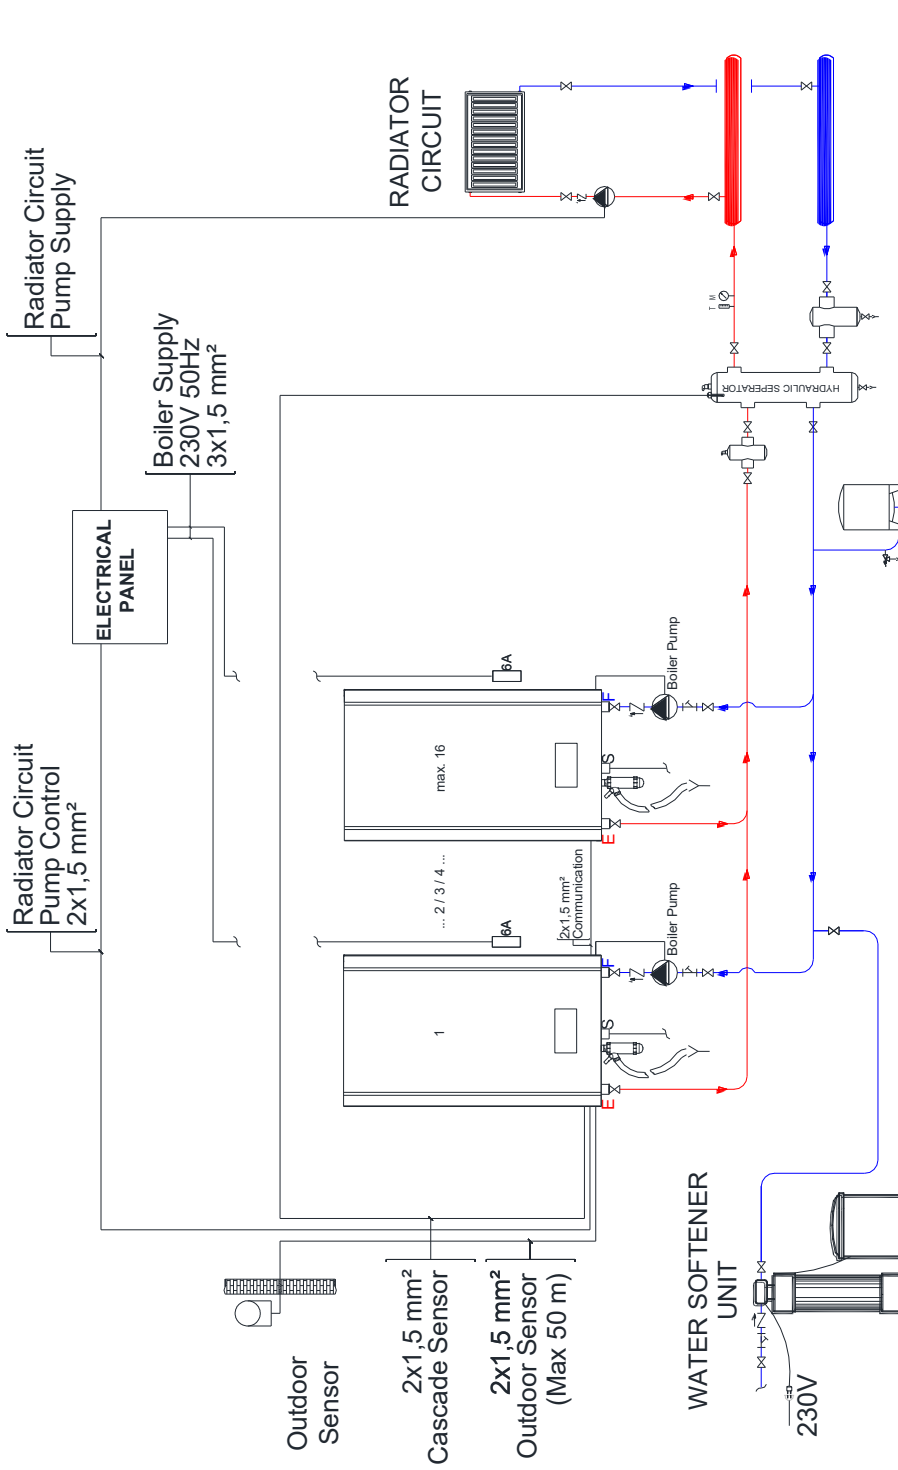 Radiator Circuit
Pump Control
2x1,5 mm²
ELECTRICAL
PANEL
Radiator Circuit
Pump Supply
Boiler Supply
230V 50Hz
3x1,5 mm²
RADIATOR
CIRCUIT
Outdoor
Sensor
2x1,5 mm²
Cascade Sensor
2x1,5 mm²
Outdoor Sensor
(Max 50 m)
1
... 2 / 3 / 4 ...
max. 16
6A
6A
2x1,5 mm²
Communication
E
S
F
Boiler Pump
E
S
F
Boiler Pump
T
M
HYDRAULIC SEPERATOR
WATER SOFTENER
UNIT
230V